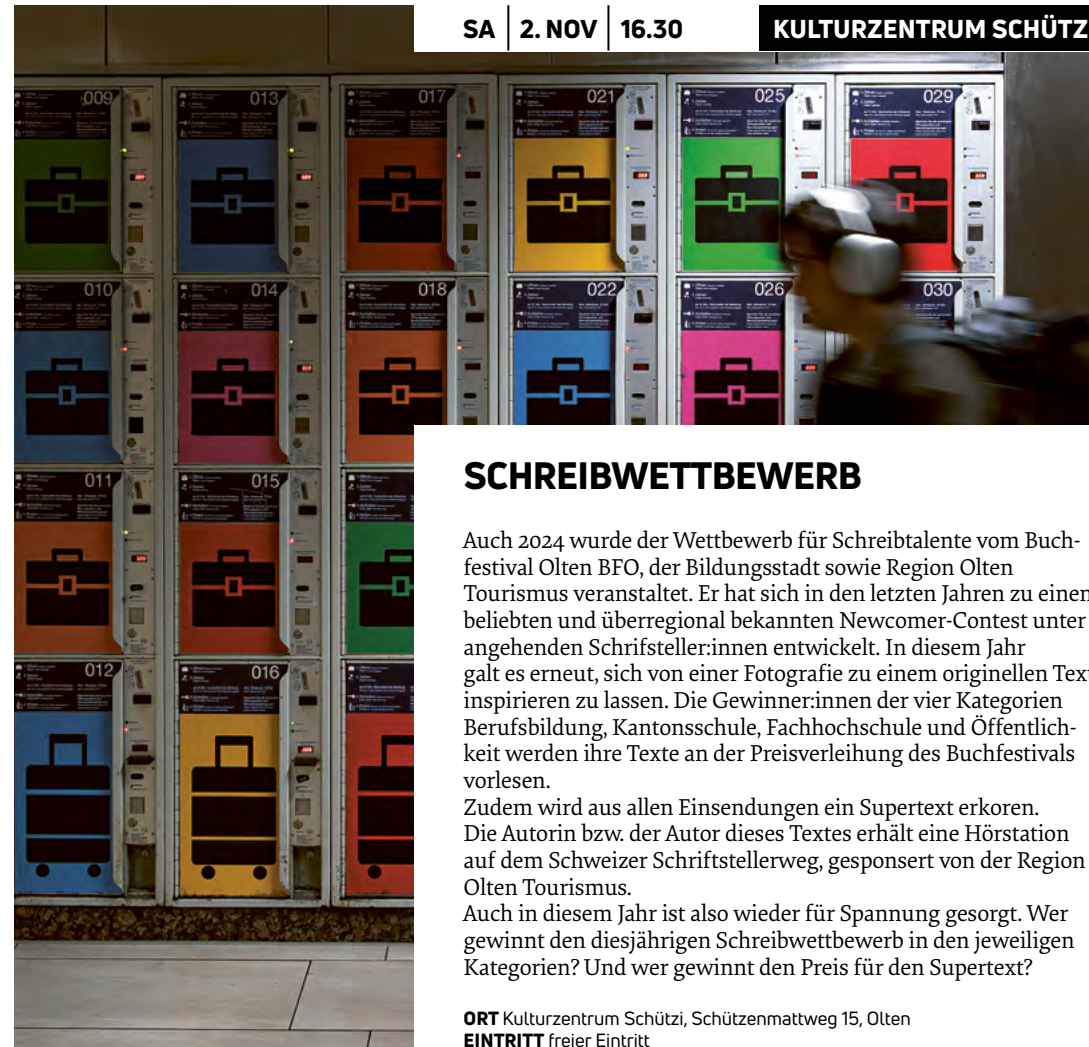 SA | 2. NOV | 16.30
KULTURZENTRUM SCHÜTZ
009 013 017 021 025 029
010 014 018 022 026 030
011 015
012 016
SCHREIBWETTBEWERB
Auch 2024 wurde der Wettbewerb für Schreibtalente vom Buch-
festival Olten BFO, der Bildungsstadt sowie Region Olten
Tourismus veranstaltet. Er hat sich in den letzten Jahren zu einem
beliebten und überregional bekannten Newcomer-Contest unter
angehenden Schrifsteller:innen entwickelt. In diesem Jahr
galt es erneut, sich von einer Fotografie zu einem originellen Text
inspirieren zu lassen. Die Gewinner:innen der vier Kategorien
Berufsbildung, Kantonsschule, Fachhochschule und Öffentlich-
keit werden ihre Texte an der Preisverleihung des Buchfestivals
vorlesen.
Zudem wird aus allen Einsendungen ein Supertext erkoren.
Die Autorin bzw. der Autor dieses Textes erhält eine Hörstation
auf dem Schweizer Schriftstellerweg, gesponsert von der Region
Olten Tourismus.
Auch in diesem Jahr ist also wieder für Spannung gesorgt. Wer
gewinnt den diesjährigen Schreibwettbewerb in den jeweiligen
Kategorien? Und wer gewinnt den Preis für den Supertext?
ORT Kulturzentrum Schützi, Schützenmattweg 15, Olten
EINTRITT freier Eintritt